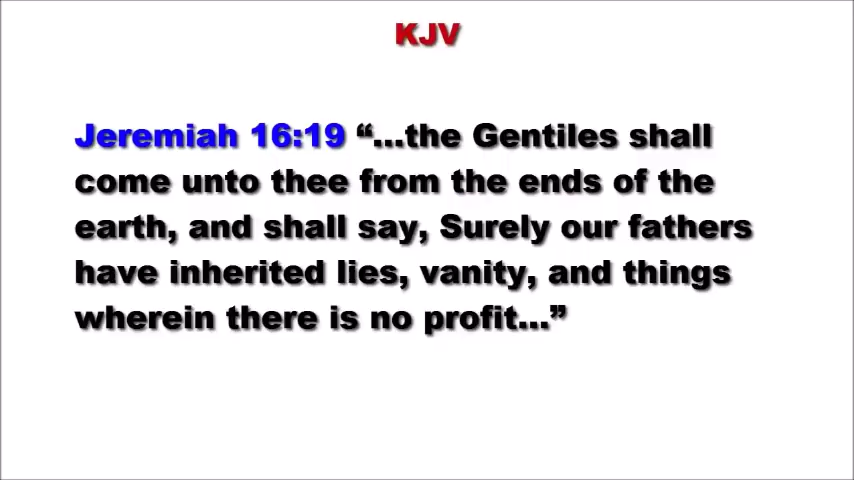 KJV
Jeremiah 16:19 “...the Gentiles shall
come unto thee from the ends of the
earth, and shall say, Surely our fathers
have inherited lies, vanity, and things
wherein there is no profit...”